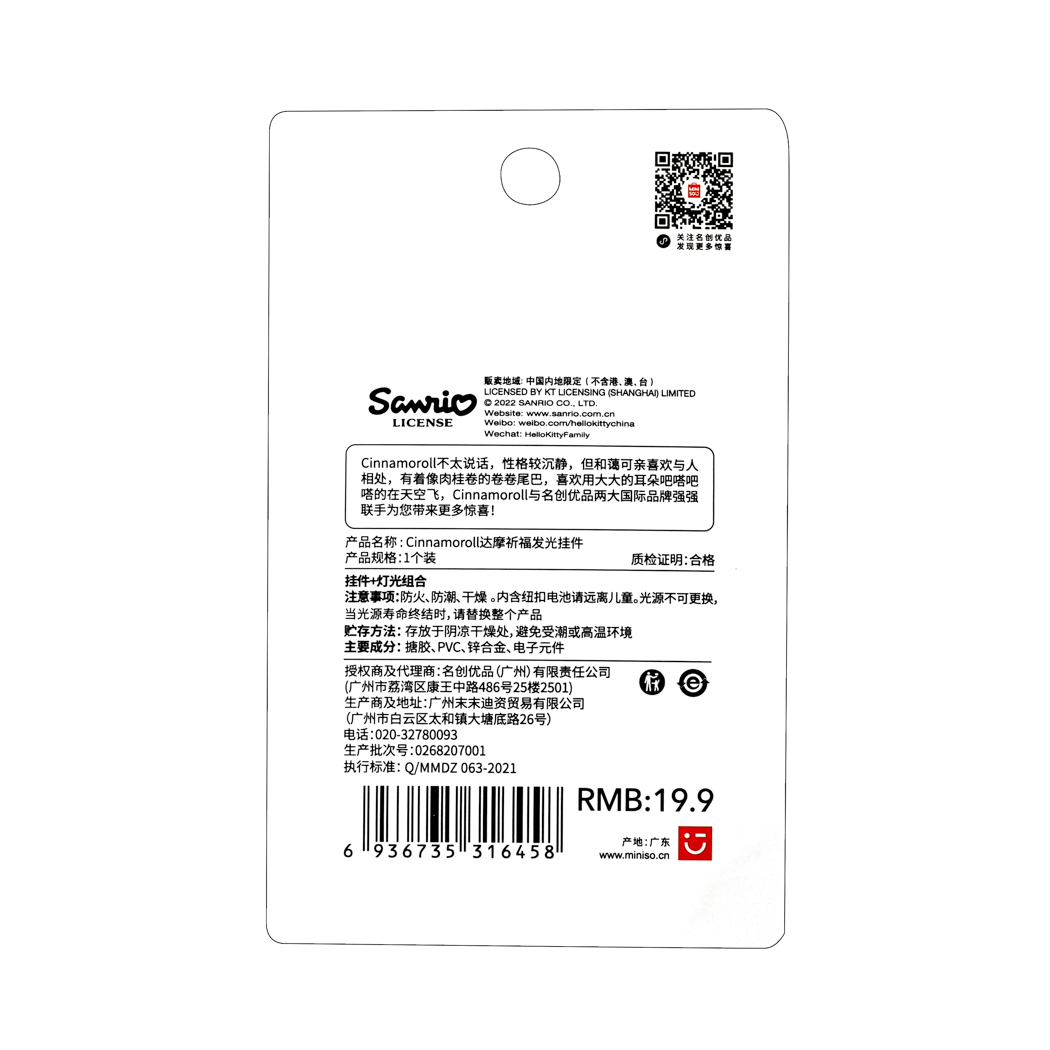 MINI
SO
关注名创优品
发现更多惊喜
Sanrio
LICENSE
贩卖地域: 中国内地限定（不含港、澳、台）
LICENSED BY KT LICENSING (SHANGHAI) LIMITED
© 2022 SANRIO CO., LTD.
Website: www.sanrio.com.cn
Weibo: weibo.com/hellokittychina
Wechat: HelloKittyFamily
Cinnamoroll不太说话，性格较沉静，但和蔼可亲喜欢与人
相处，有着像肉桂卷的卷卷尾巴，喜欢用大大的耳朵吧嗒吧
嗒的在天空飞，Cinnamoroll与名创优品两大国际品牌强强
联手为您带来更多惊喜！
产品名称：Cinnamoroll达摩祈福发光挂件
产品规格：1个装 质检证明：合格
挂件+灯光组合
注意事项：防火、防潮、干燥。内含纽扣电池请远离儿童。光源不可更换，
当光源寿命终结时，请替换整个产品
贮存方法：存放于阴凉干燥处，避免受潮或高温环境
主要成分：搪胶、PVC、锌合金、电子元件
授权商及代理商：名创优品（广州）有限责任公司
(广州市荔湾区康王中路486号25楼2501)
生产商及地址：广州末末迪资贸易有限公司
（广州市白云区太和镇大塘底路26号）
电话：020-32780093
生产批次号：0268207001
执行标准：Q/MMDZ 063-2021
RMB:19.9
6 936735 316458
产地：广东
www.miniso.cn